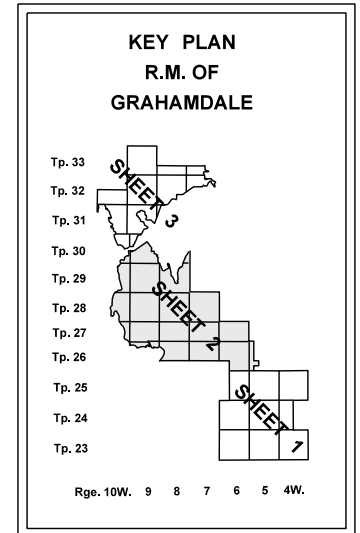 KEY PLAN
R.M. OF
GRAHAMDALE
Tp. 33
Tp. 32
Tp. 31
Tp. 30
Tp. 29
Tp. 28
Tp. 27
Tp. 26
Tp. 25
Tp. 24
Tp. 23
SHEET 3
SHEET 2
SHEET 1
Rge. 10W. 9 8 7 6 5 4W.